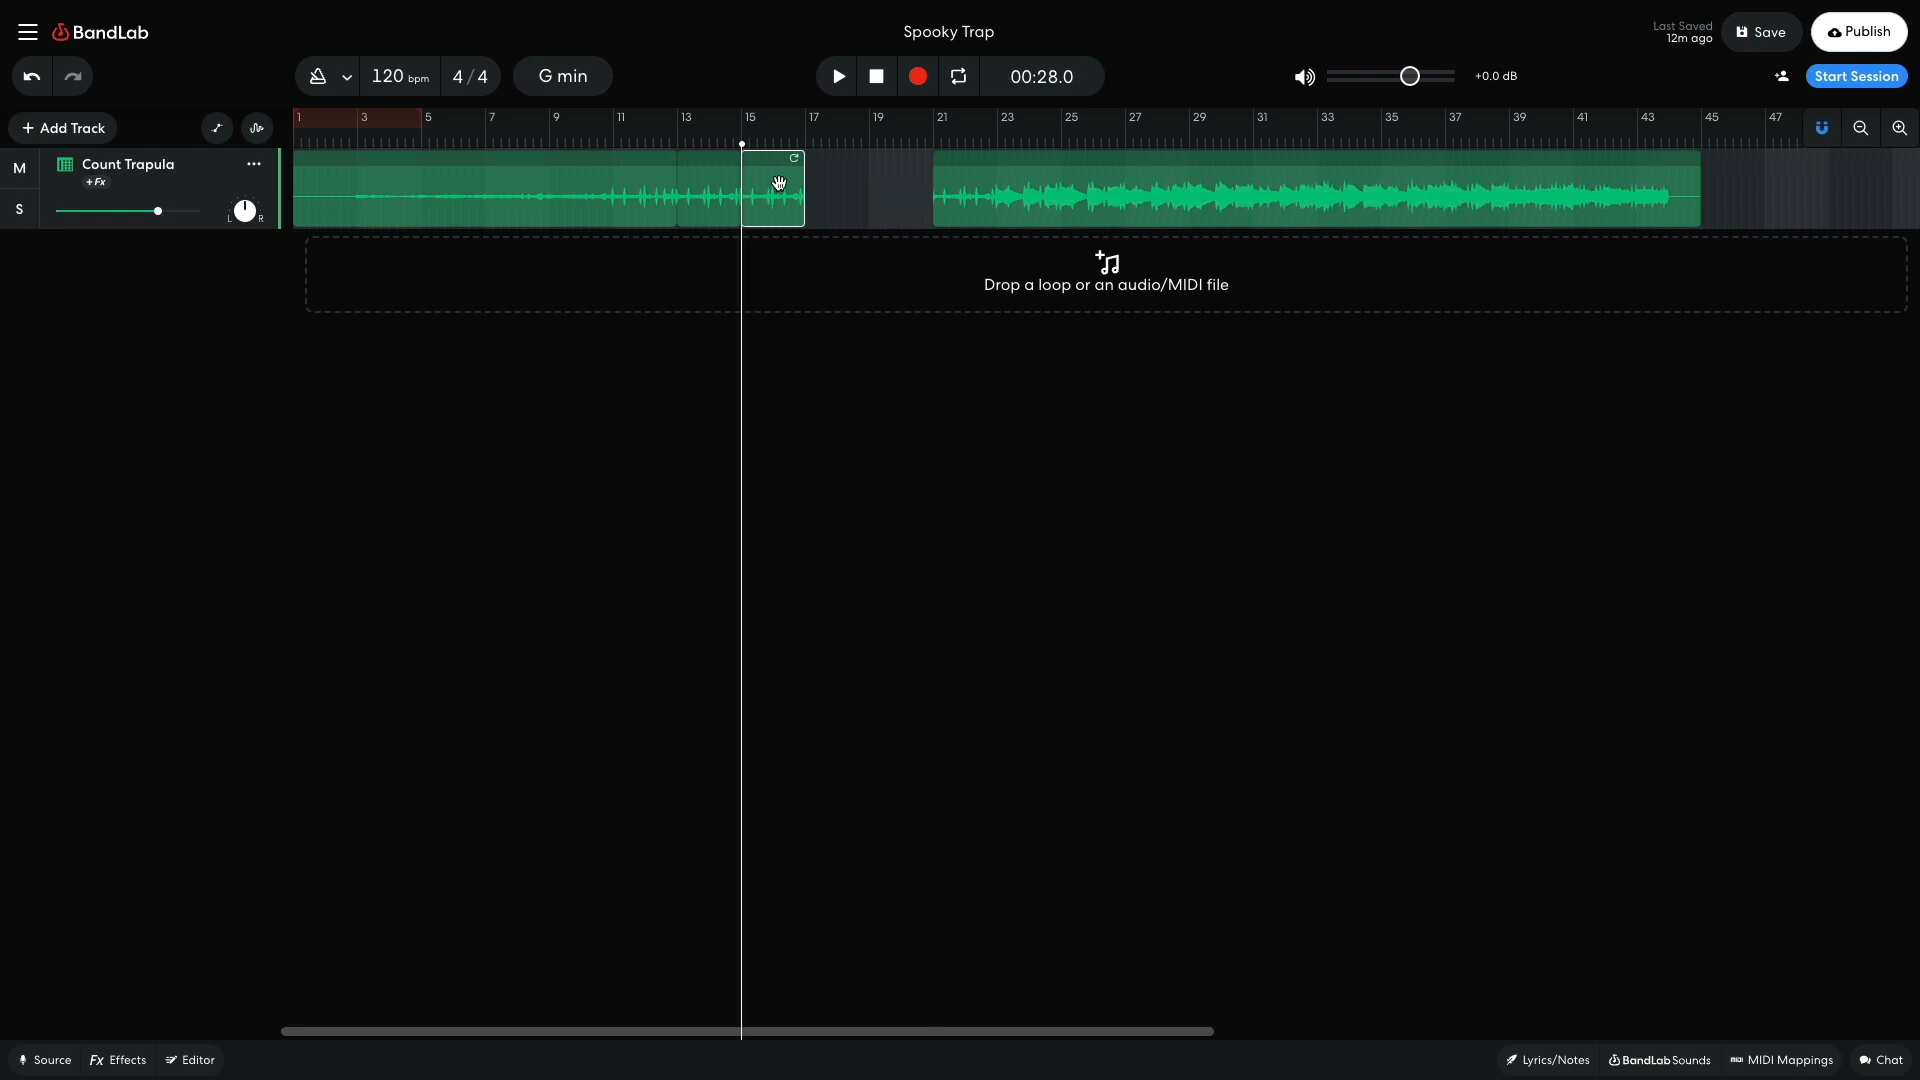 BandLab
Spooky Trap
Last Saved
12m ago
Save
Publish
120 bpm
4 / 4
G min
00:28.0
+0.0 dB
Start Session
+ Add Track
1 3 5 7 9 11 13 15 17 19 21 23 25 27 29 31 33 35 37 39 41 43 45 47
M
Count Trapula
+Fx
S
L R
Drop a loop or an audio/MIDI file
Source
Fx Effects
Editor
Lyrics/Notes
BandLab Sounds
MIDI MIDI Mappings
Chat